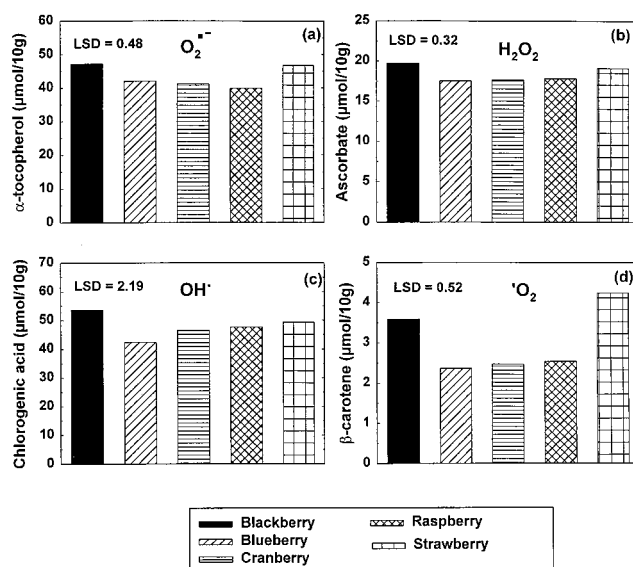 (a)
LSD = 0.48
O₂•−
α-tocopherol (µmol/10g)
60
50
40
30
20
10
0
(b)
LSD = 0.32
H₂O₂
Ascorbate (µmol/10g)
25
20
15
10
5
0
(c)
LSD = 2.19
OH•
Chlorogenic acid (µmol/10g)
70
60
50
40
30
20
10
0
(d)
LSD = 0.52
'O₂
β-carotene (µmol/10g)
5
4
3
2
1
0
Blackberry
Blueberry
Cranberry
Raspberry
Strawberry